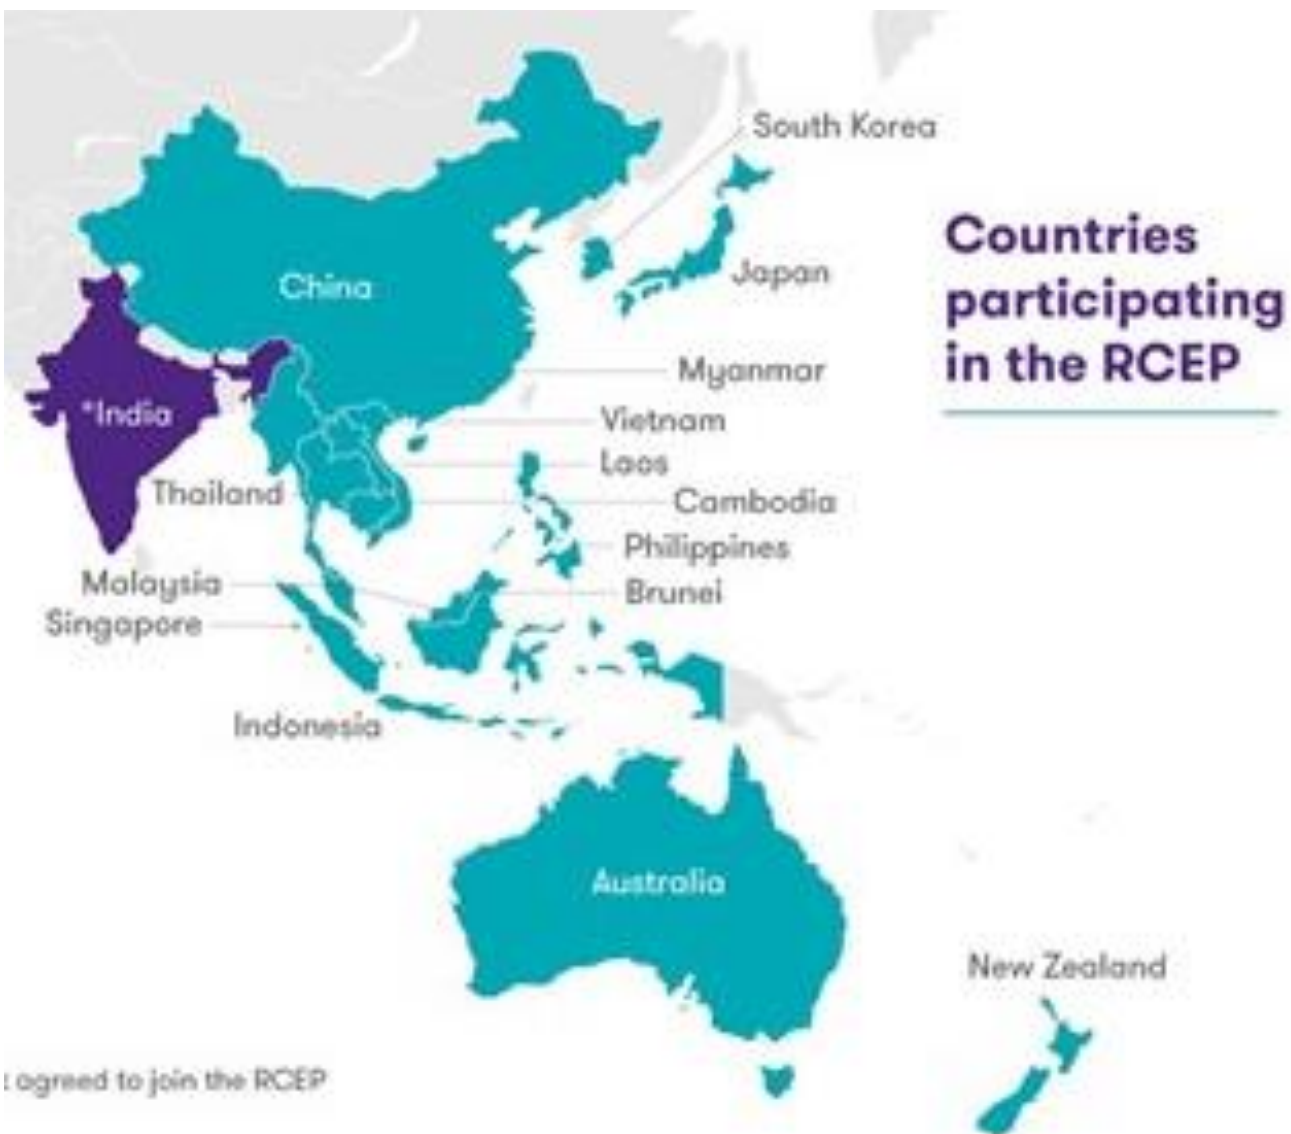 South Korea
Countries
participating
in the RCEP
China
Japan
Myanmar
*India
Vietnam
Laos
Thailand
Cambodia
Philippines
Malaysia
Brunei
Singapore
Indonesia
Australia
New Zealand
agreed to join the RCEP